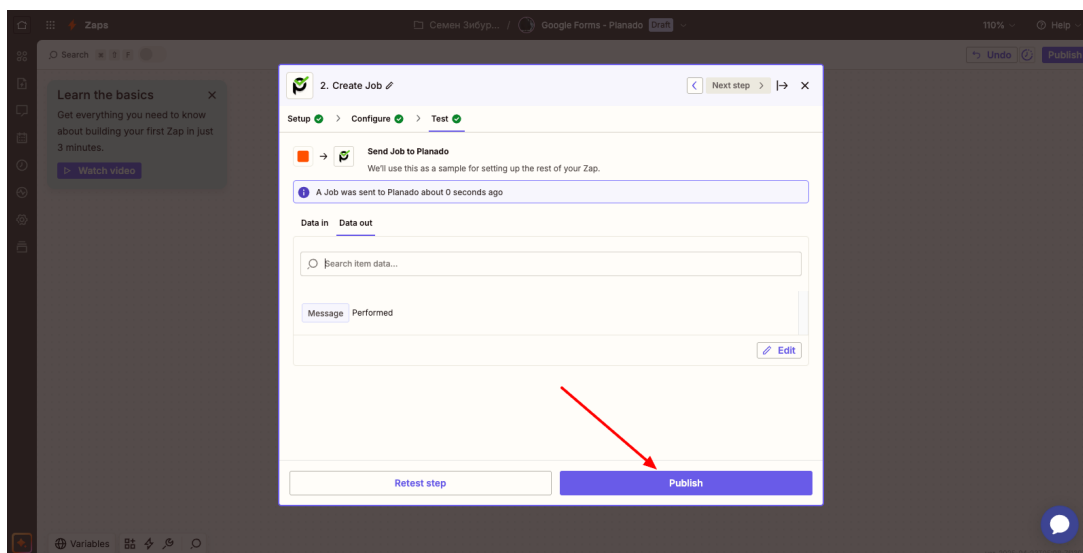 Zaps
Семен Зибур... / Google Forms - Planado Draft
110%
Help
Search
Undo
Publish
Learn the basics
Get everything you need to know
about building your first Zap in just
3 minutes.
Watch video
2. Create Job
Next step
Setup
Configure
Test
Send Job to Planado
We'll use this as a sample for setting up the rest of your Zap.
A Job was sent to Planado about 0 seconds ago
Data in
Data out
Search item data...
Message Performed
Edit
Retest step
Publish
Variables